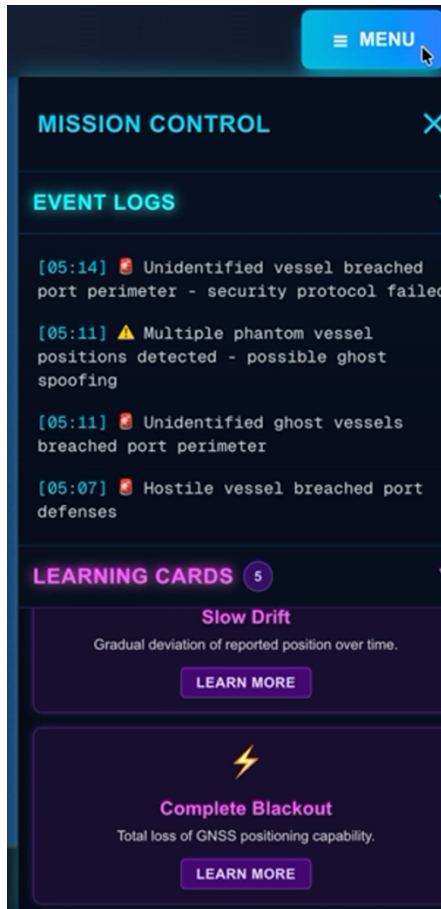 MENU
MISSION CONTROL
EVENT LOGS
[05:14] 🚨 Unidentified vessel breached
port perimeter - security protocol failed
[05:11] ⚠️ Multiple phantom vessel
positions detected - possible ghost
spoofing
[05:11] 🚨 Unidentified ghost vessels
breached port perimeter
[05:07] 🚨 Hostile vessel breached port
defenses
LEARNING CARDS 5
Slow Drift
Gradual deviation of reported position over time.
LEARN MORE
Complete Blackout
Total loss of GNSS positioning capability.
LEARN MORE